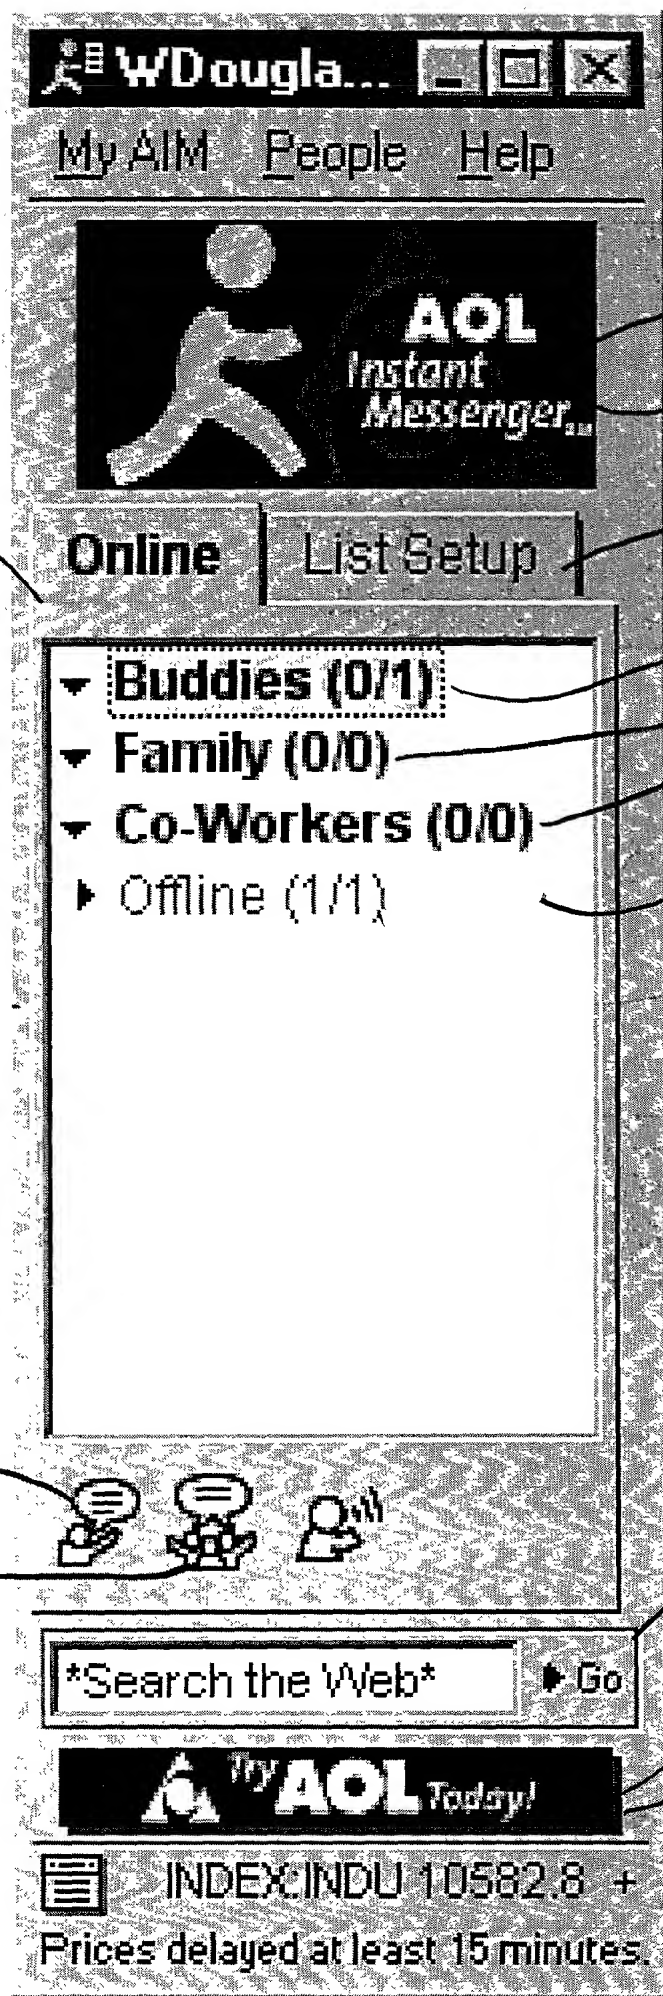 WDougla...
My AIM People Help
AOL
Instant
Messenger
Online List Setup
Buddies (0/1)
Family (0/0)
Co-Workers (0/0)
Offline (1/1)
*Search the Web* Go
Try AOL Today!
INDEX:INDU 10582.8 +
Prices delayed at least 15 minutes.